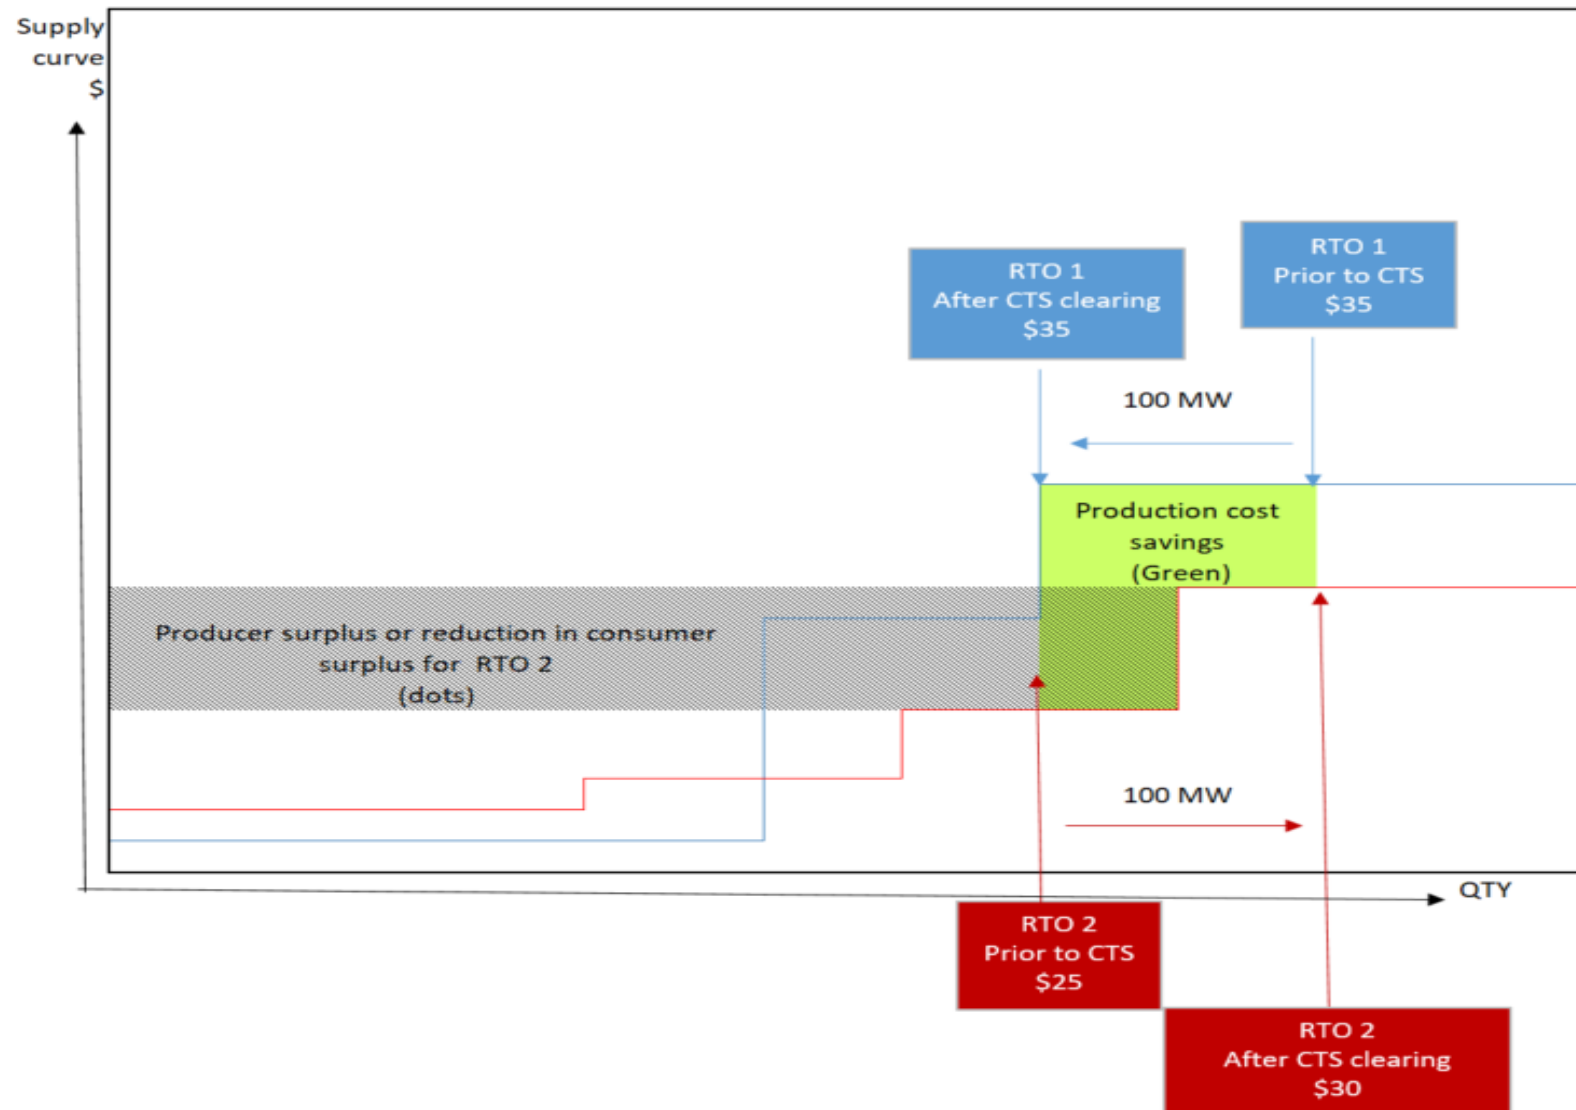 Supply
curve
$
RTO 1
After CTS clearing
$35
RTO 1
Prior to CTS
$35
100 MW
Production cost
savings
(Green)
Producer surplus or reduction in consumer
surplus for RTO 2
(dots)
100 MW
QTY
RTO 2
Prior to CTS
$25
RTO 2
After CTS clearing
$30